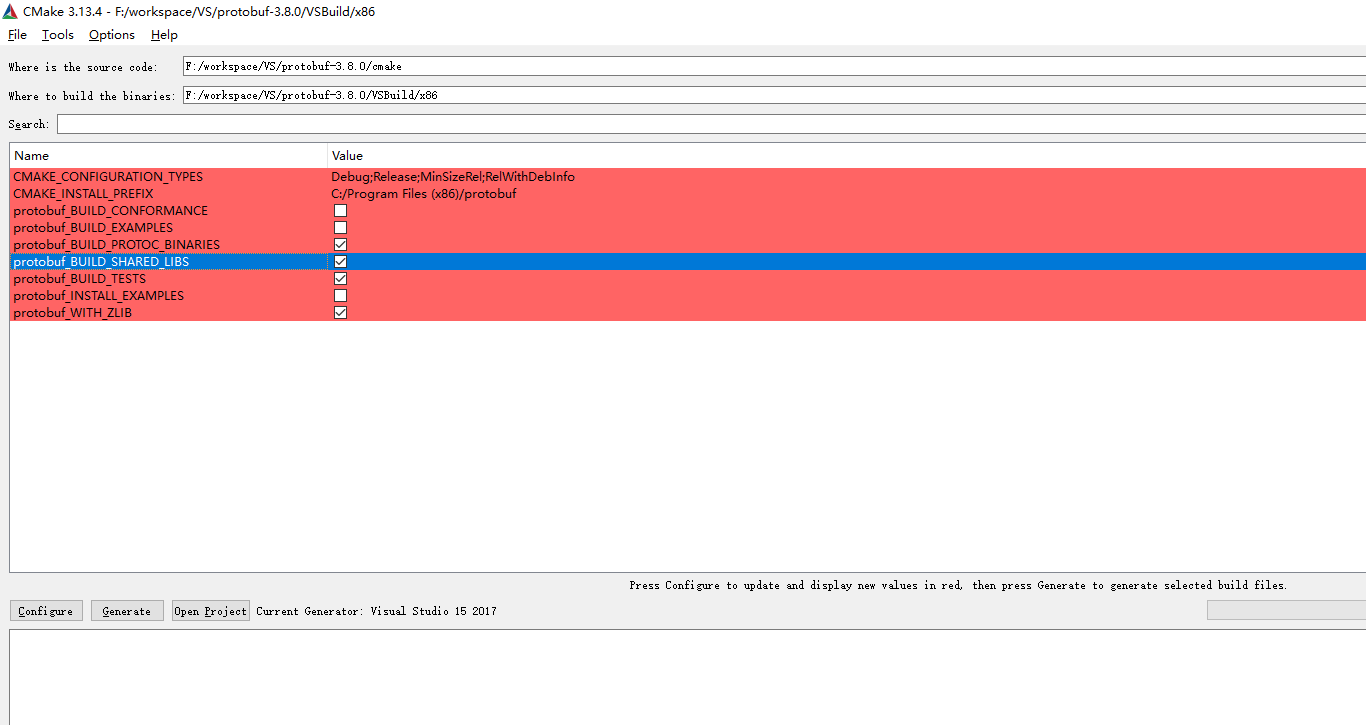 CMake 3.13.4 - F:/workspace/VS/protobuf-3.8.0/VSBuild/x86
File Tools Options Help
Where is the source code: F:/workspace/VS/protobuf-3.8.0/cmake
Where to build the binaries: F:/workspace/VS/protobuf-3.8.0/VSBuild/x86
Search:
Name Value
CMAKE_CONFIGURATION_TYPES Debug;Release;MinSizeRel;RelWithDebInfo
CMAKE_INSTALL_PREFIX C:/Program Files (x86)/protobuf
protobuf_BUILD_CONFORMANCE
protobuf_BUILD_EXAMPLES
protobuf_BUILD_PROTOC_BINARIES
protobuf_BUILD_SHARED_LIBS
protobuf_BUILD_TESTS
protobuf_INSTALL_EXAMPLES
protobuf_WITH_ZLIB
Press Configure to update and display new values in red, then press Generate to generate selected build files.
Configure Generate Open Project Current Generator: Visual Studio 15 2017